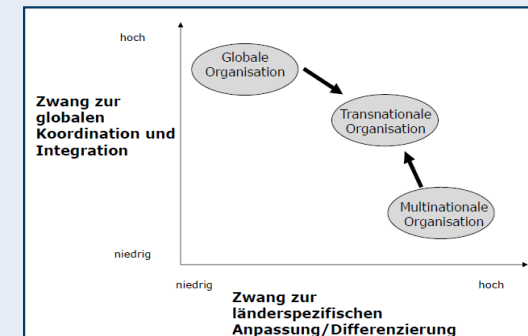 hoch
Globale
Organisation
Zwang zur
globalen
Koordination und
Integration
Transnationale
Organisation
Multinationale
Organisation
niedrig
niedrig
hoch
Zwang zur
länderspezifischen
Anpassung/Differenzierung